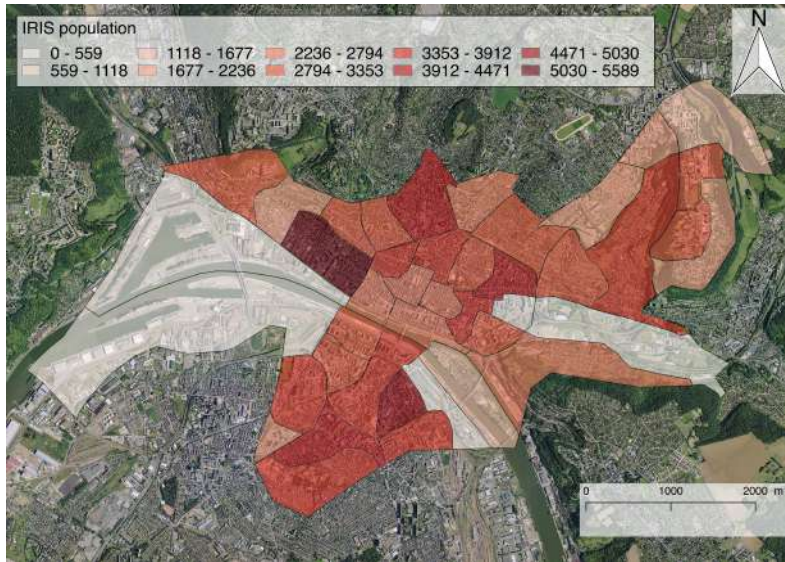 IRIS population
0 - 559 1118 - 1677 2236 - 2794 3353 - 3912 4471 - 5030
559 - 1118 1677 - 2236 2794 - 3353 3912 - 4471 5030 - 5589
N
0 1000 2000 m